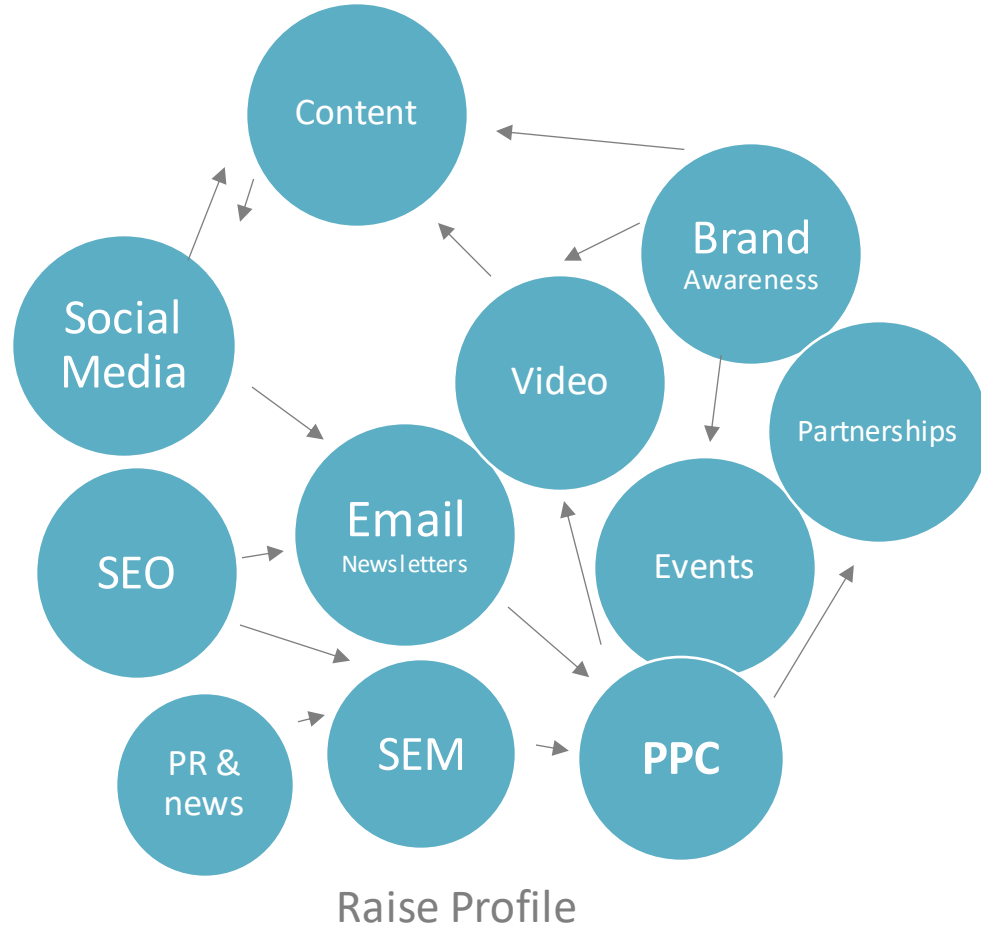 Content
Brand
Awareness
Social
Media
Video
Partnerships
Email
Newsletters
SEO
Events
PR &
news
SEM
PPC
Raise Profile